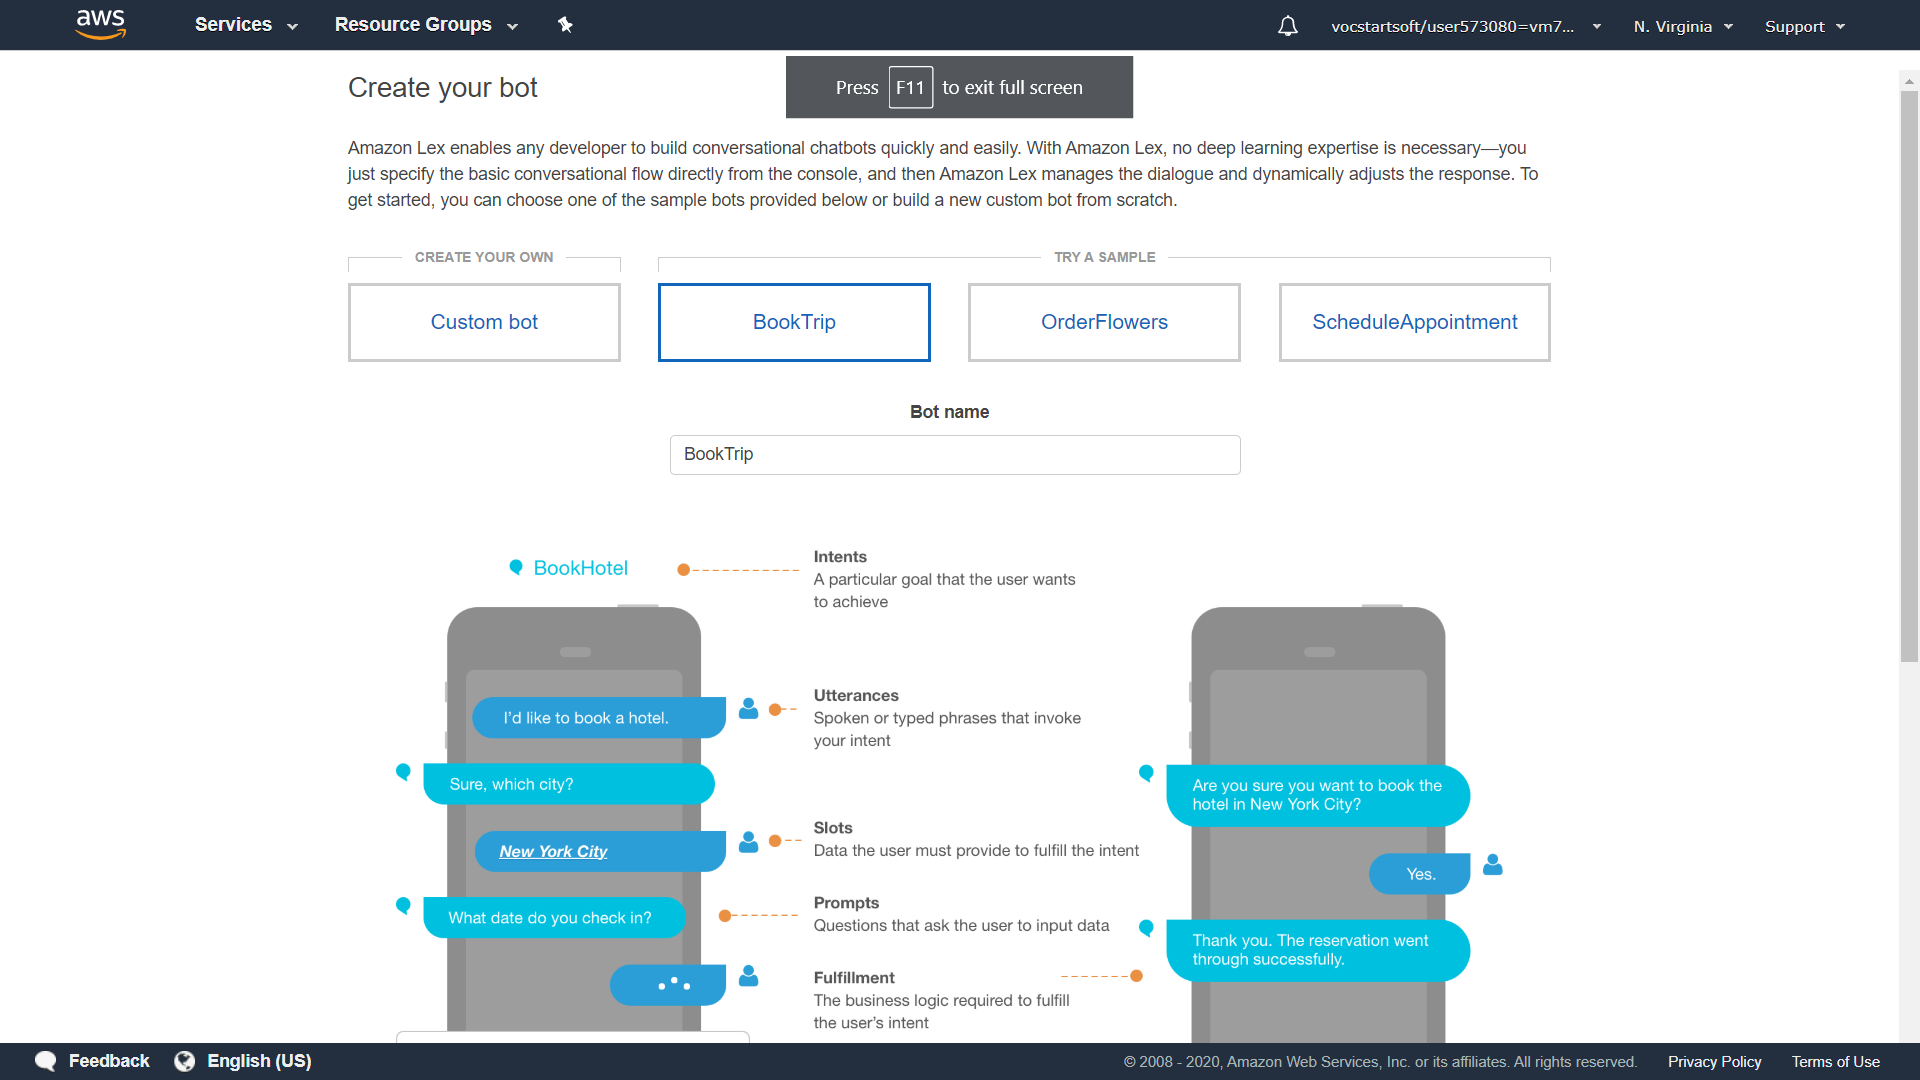 aws
Services
Resource Groups
vocstartsoft/user573080=vm7...
N. Virginia
Support
Create your bot
Press F11 to exit full screen
Amazon Lex enables any developer to build conversational chatbots quickly and easily. With Amazon Lex, no deep learning expertise is necessary—you
just specify the basic conversational flow directly from the console, and then Amazon Lex manages the dialogue and dynamically adjusts the response. To
get started, you can choose one of the sample bots provided below or build a new custom bot from scratch.
CREATE YOUR OWN
TRY A SAMPLE
Custom bot
BookTrip
OrderFlowers
ScheduleAppointment
Bot name
BookTrip
BookHotel
Intents
A particular goal that the user wants
to achieve
I'd like to book a hotel.
Utterances
Spoken or typed phrases that invoke
your intent
Sure, which city?
Are you sure you want to book the
hotel in New York City?
New York City
Slots
Data the user must provide to fulfill the intent
Yes.
What date do you check in?
Prompts
Questions that ask the user to input data
Thank you. The reservation went
through successfully.
Fulfillment
The business logic required to fulfill
the user's intent
Feedback
English (US)
© 2008 - 2020, Amazon Web Services, Inc. or its affiliates. All rights reserved.
Privacy Policy
Terms of Use